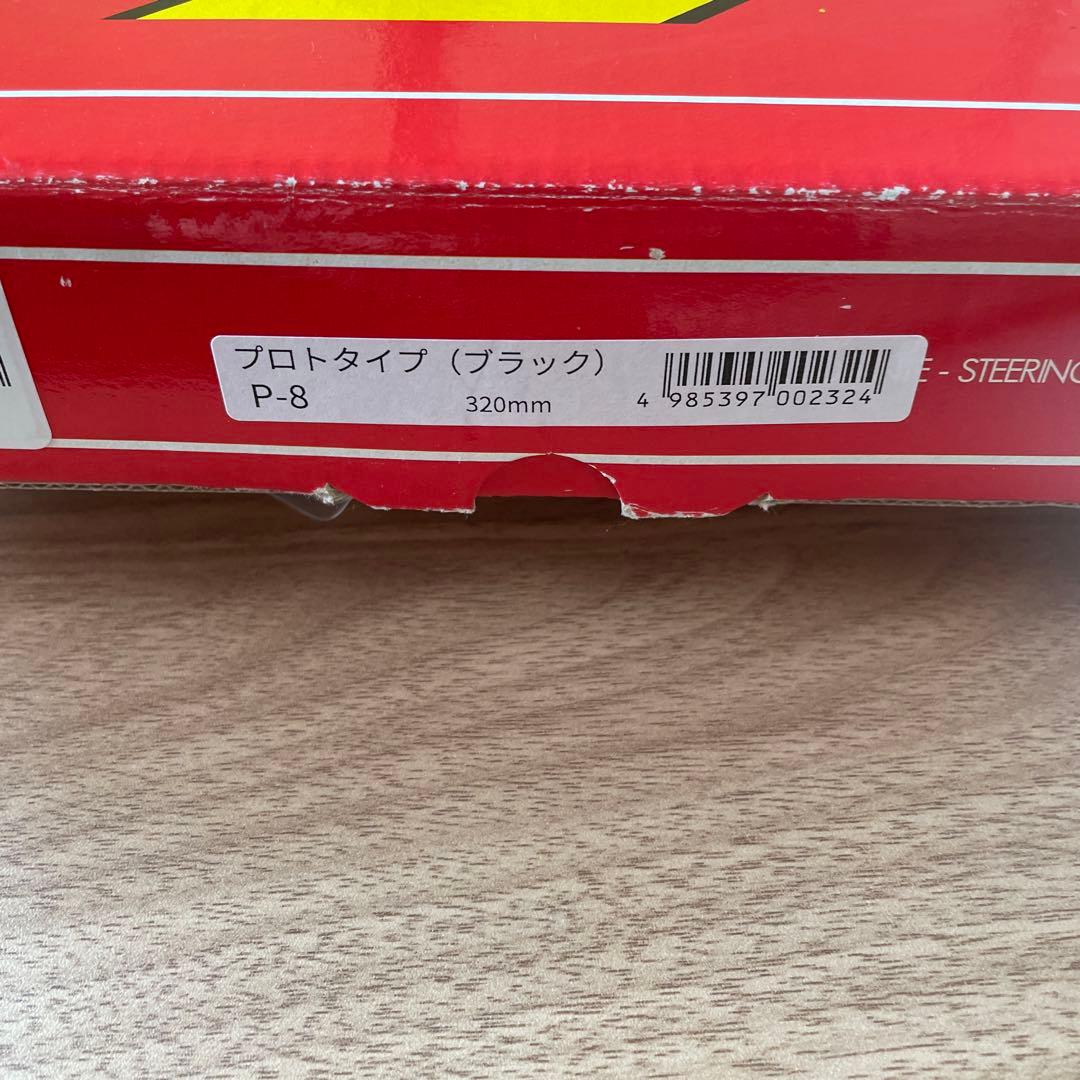 プロトタイプ（ブラック）
P-8 320mm
4 985397 002324
E - STEERING